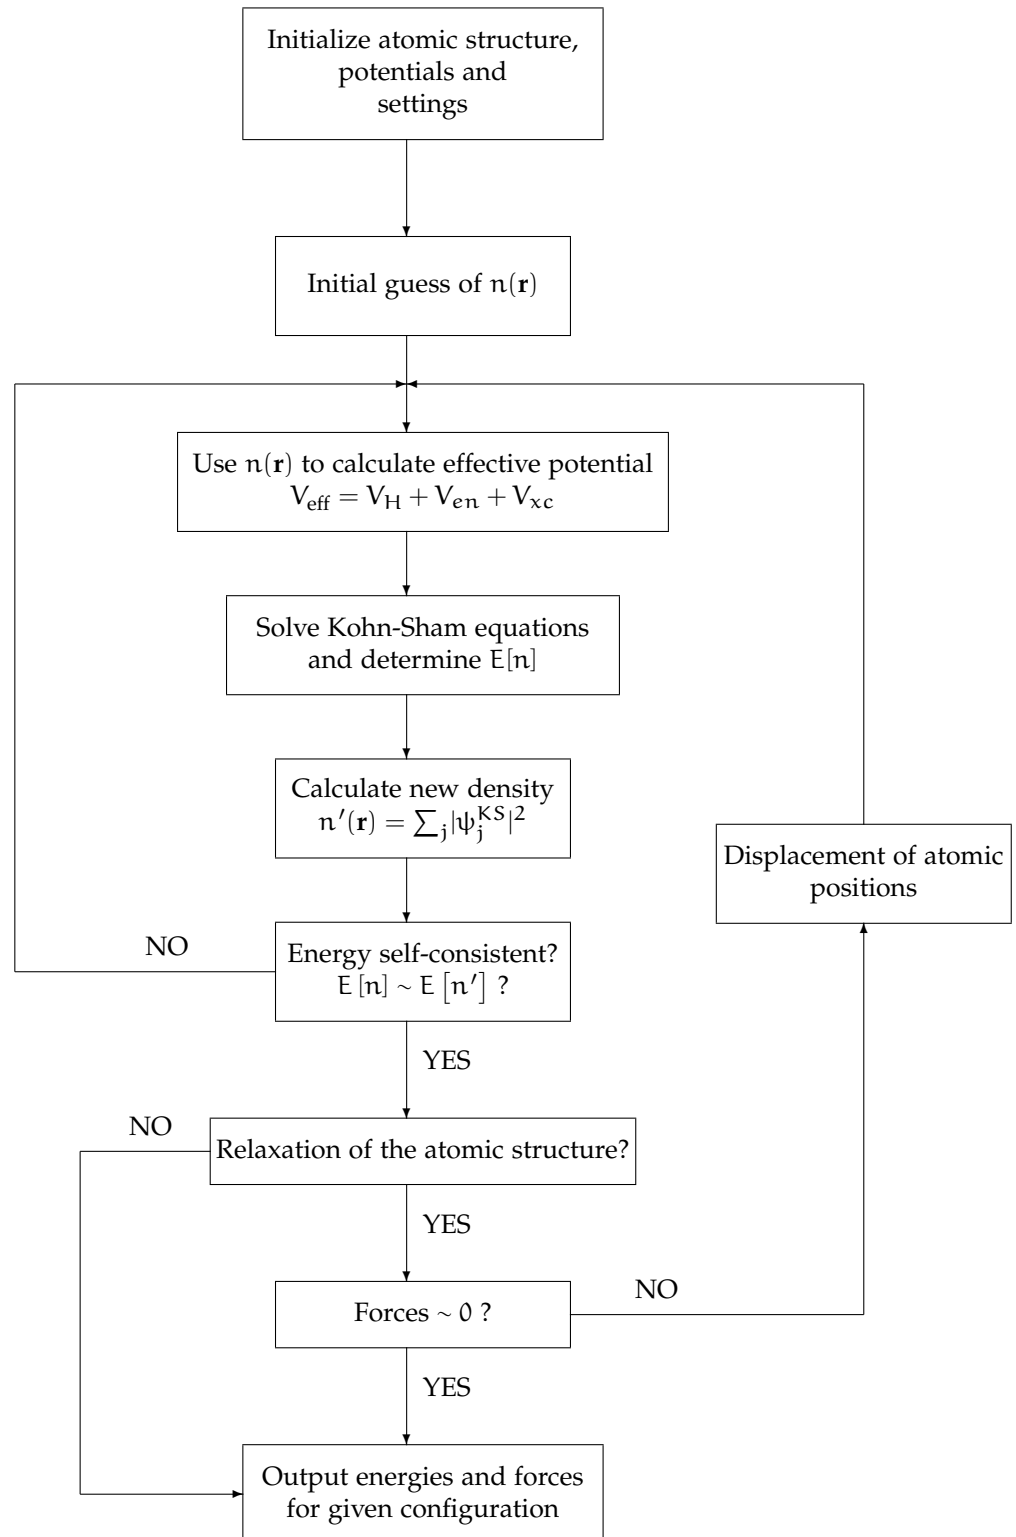 Initialize atomic structure,
potentials and
settings
Initial guess of n(r)
Use n(r) to calculate effective potential
V_eff = V_H + V_en + V_xc
Solve Kohn-Sham equations
and determine E[n]
Calculate new density
n′(r) = ∑_j |ψ_j^KS|²
Displacement of atomic
positions
NO
Energy self-consistent?
E [n] ∼ E [n′] ?
YES
NO
Relaxation of the atomic structure?
YES
NO
Forces ∼ 0 ?
YES
Output energies and forces
for given configuration